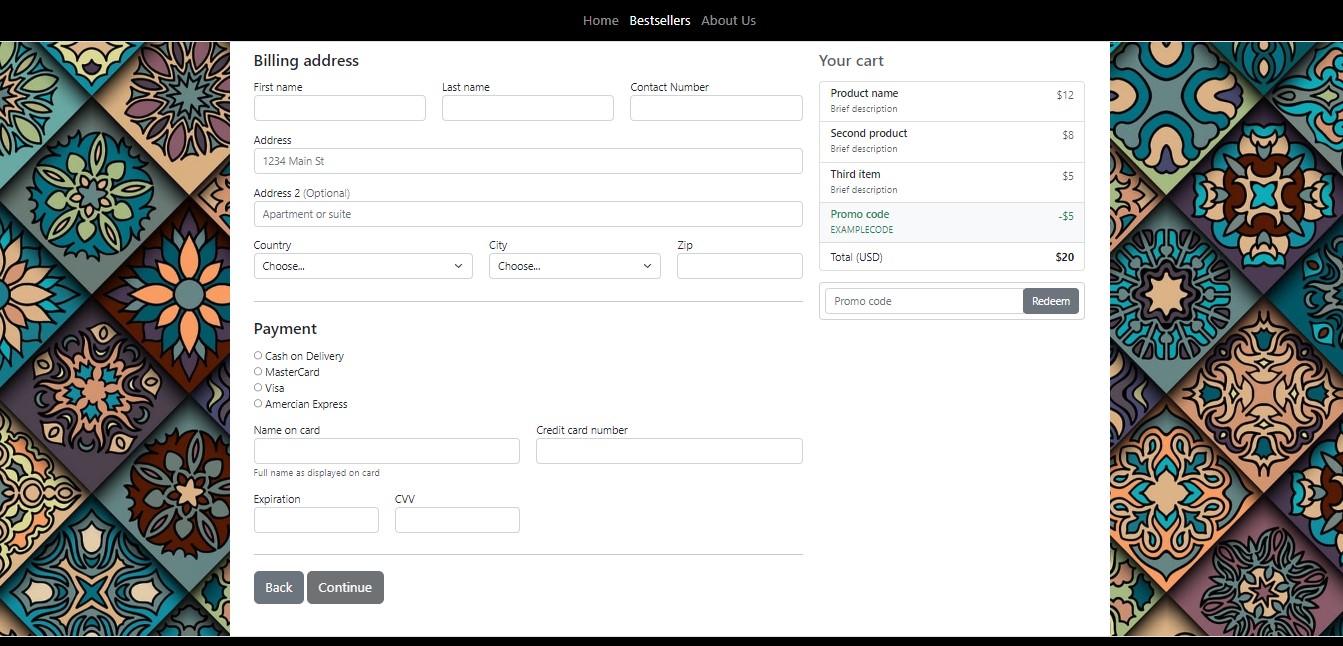 Home Bestsellers About Us
Billing address
First name Last name Contact Number
Address
1234 Main St
Address 2 (Optional)
Apartment or suite
Country City Zip
Choose... Choose...
Payment
Cash on Delivery
MasterCard
Visa
Amercian Express
Name on card Credit card number
Full name as displayed on card
Expiration CVV
Back Continue
Your cart
Product name $12
Brief description
Second product $8
Brief description
Third item $5
Brief description
Promo code -$5
EXAMPLECODE
Total (USD) $20
Promo code Redeem